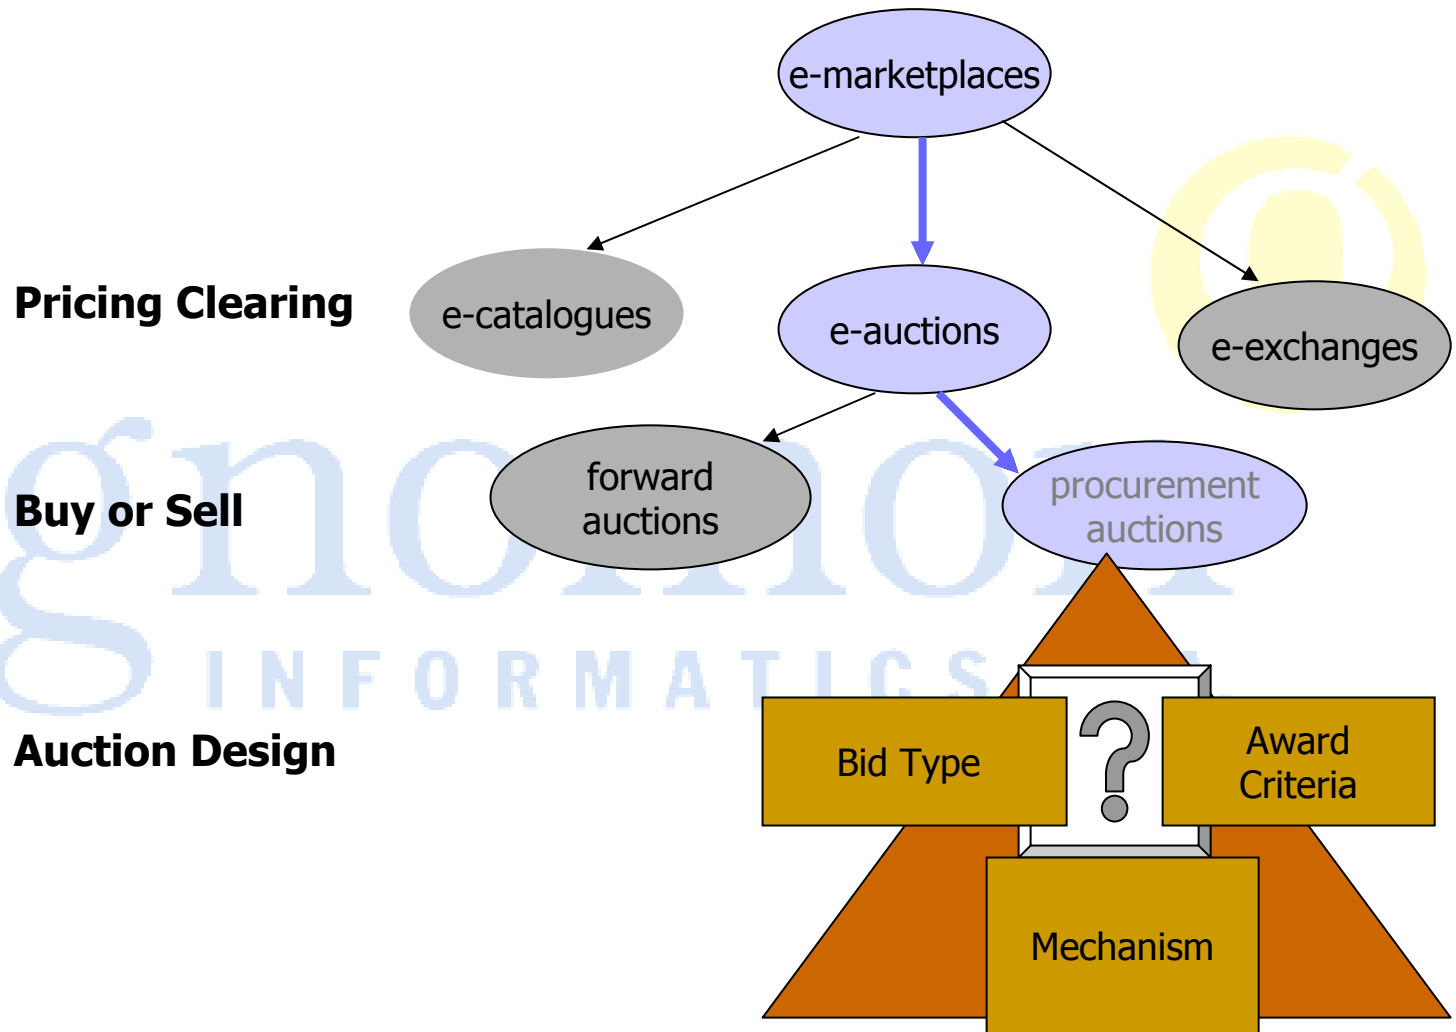 e-marketplaces
Pricing Clearing
e-catalogues
e-auctions
e-exchanges
Buy or Sell
forward
auctions
procurement
auctions
gnomon
INFORMATICS
Auction Design
Bid Type
?
Award
Criteria
Mechanism